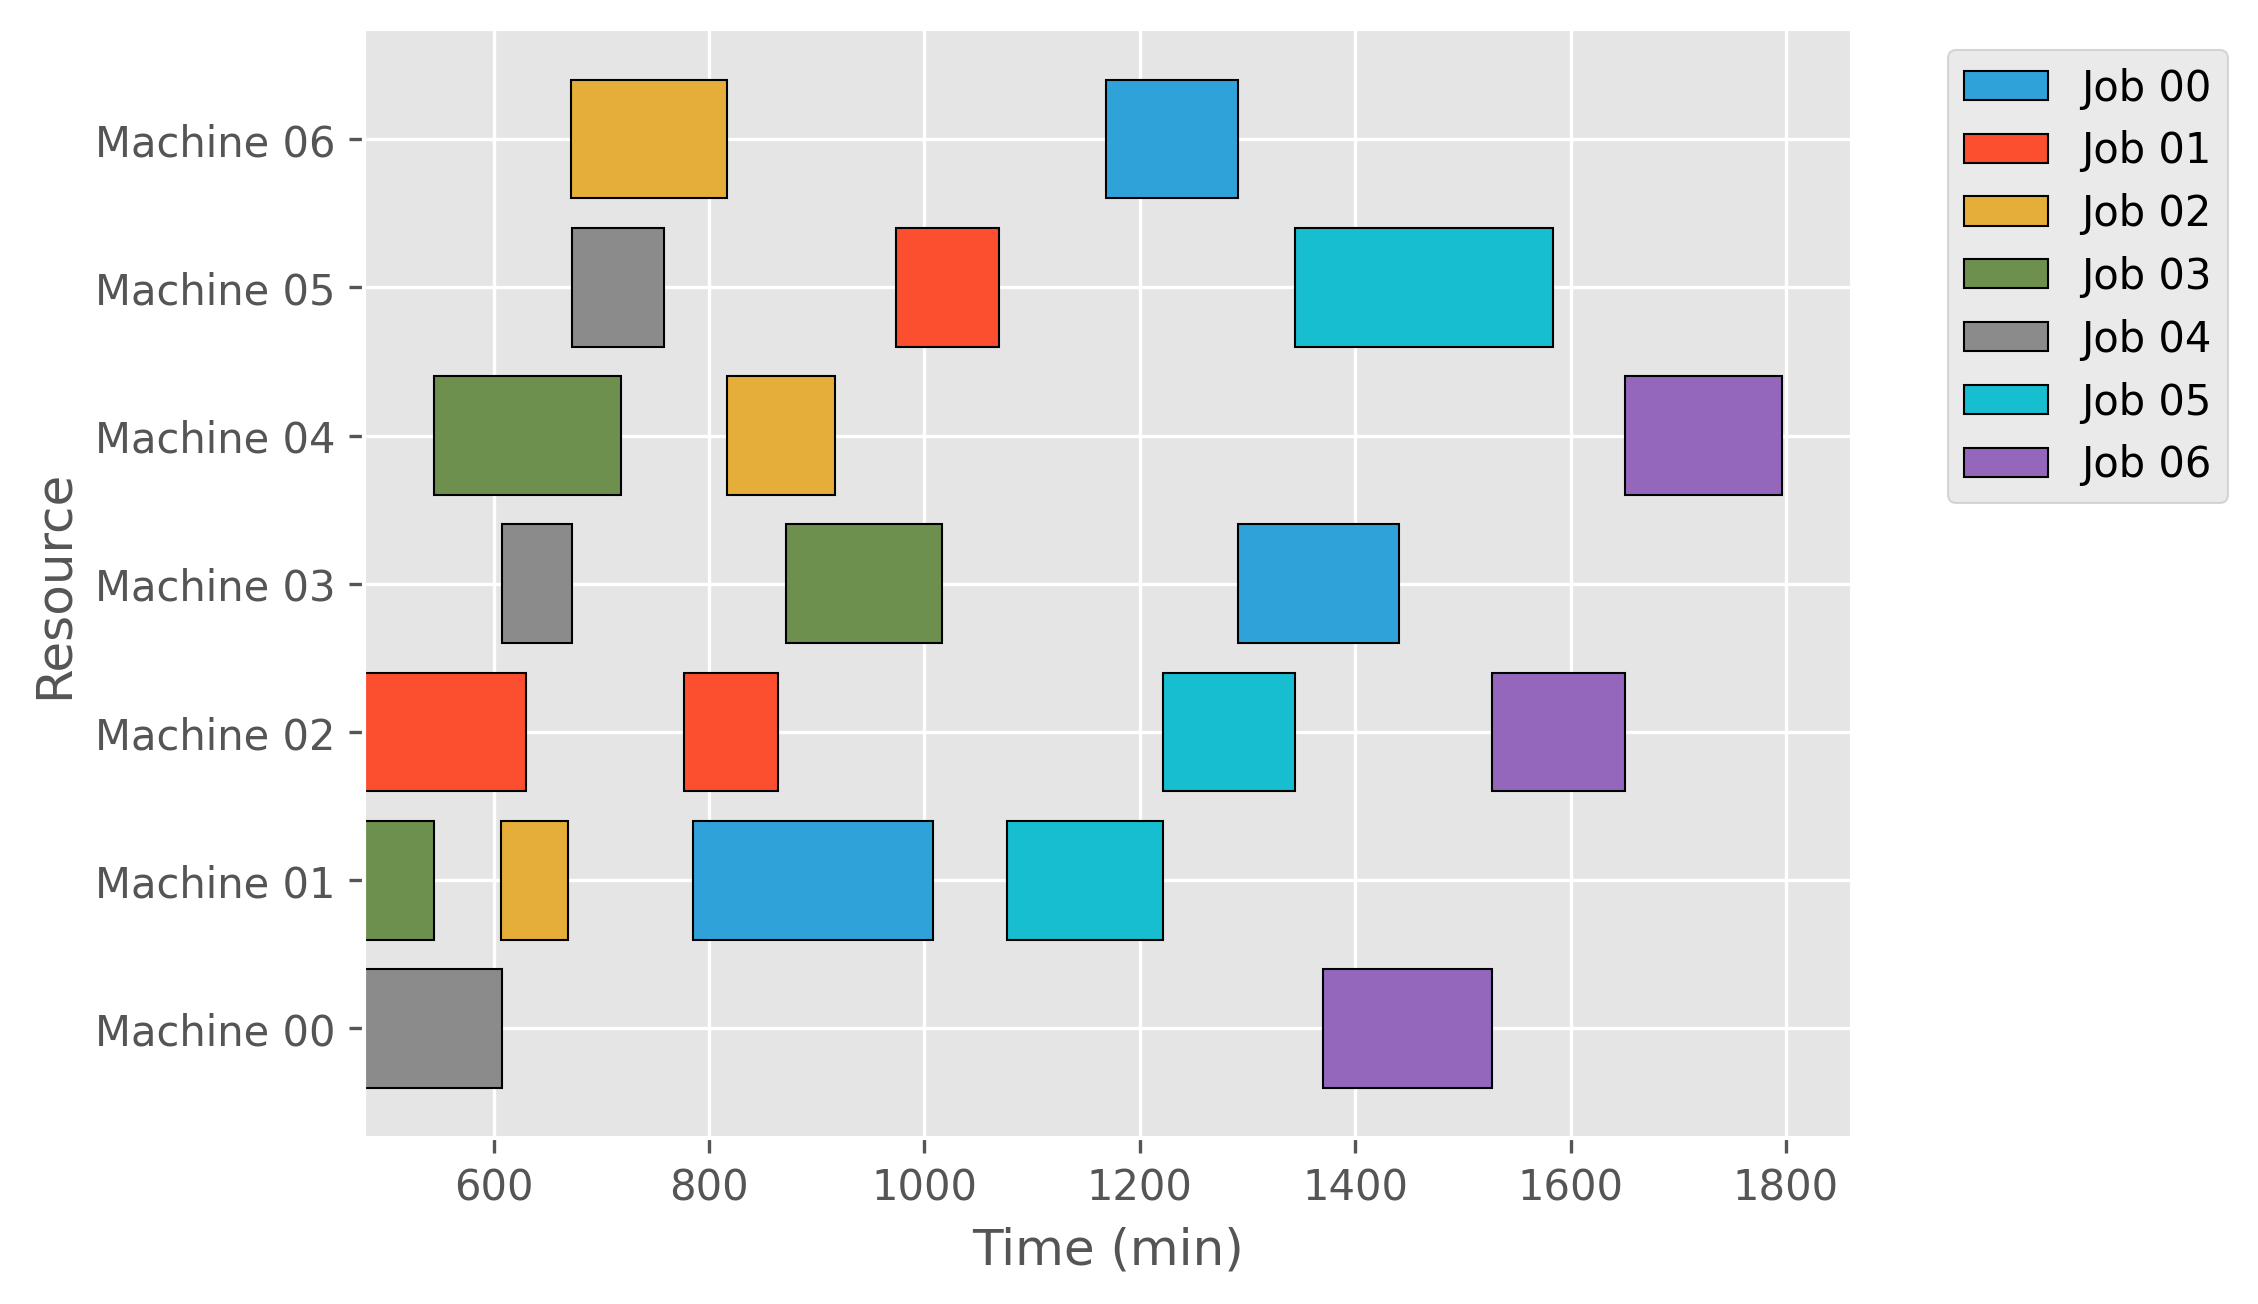 Machine 06
Machine 05
Machine 04
Machine 03
Machine 02
Machine 01
Machine 00
Resource
600 800 1000 1200 1400 1600 1800
Time (min)
Job 00
Job 01
Job 02
Job 03
Job 04
Job 05
Job 06